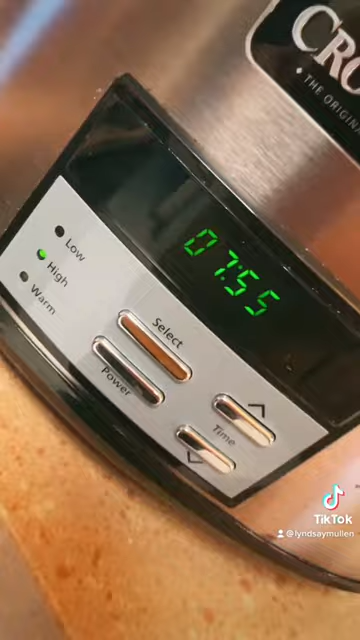 CRO
THE ORIGIN
07:55
Low
High
Warm
Select
Power
Time
TikTok
@lyndsaymullen